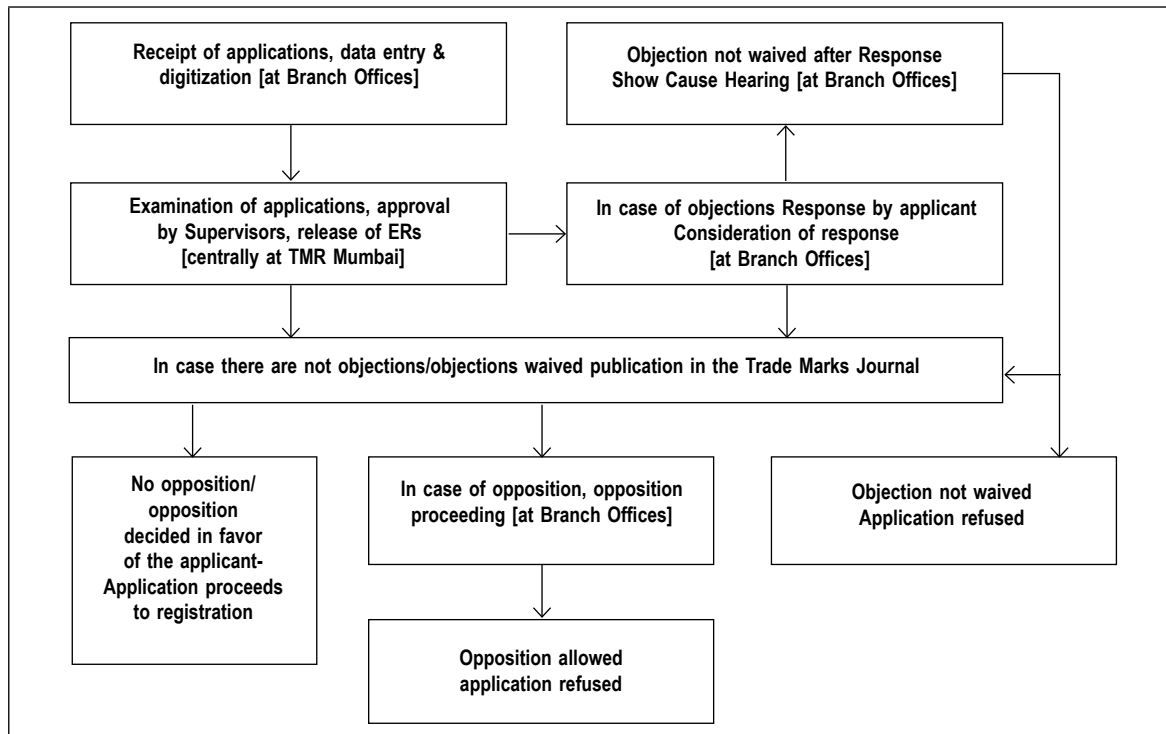 Receipt of applications, data entry &
digitization [at Branch Offices]
Objection not waived after Response
Show Cause Hearing [at Branch Offices]
Examination of applications, approval
by Supervisors, release of ERs
[centrally at TMR Mumbai]
In case of objections Response by applicant
Consideration of response
[at Branch Offices]
In case there are not objections/objections waived publication in the Trade Marks Journal
No opposition/
opposition
decided in favor
of the applicant-
Application proceeds
to registration
In case of opposition, opposition
proceeding [at Branch Offices]
Objection not waived
Application refused
Opposition allowed
application refused